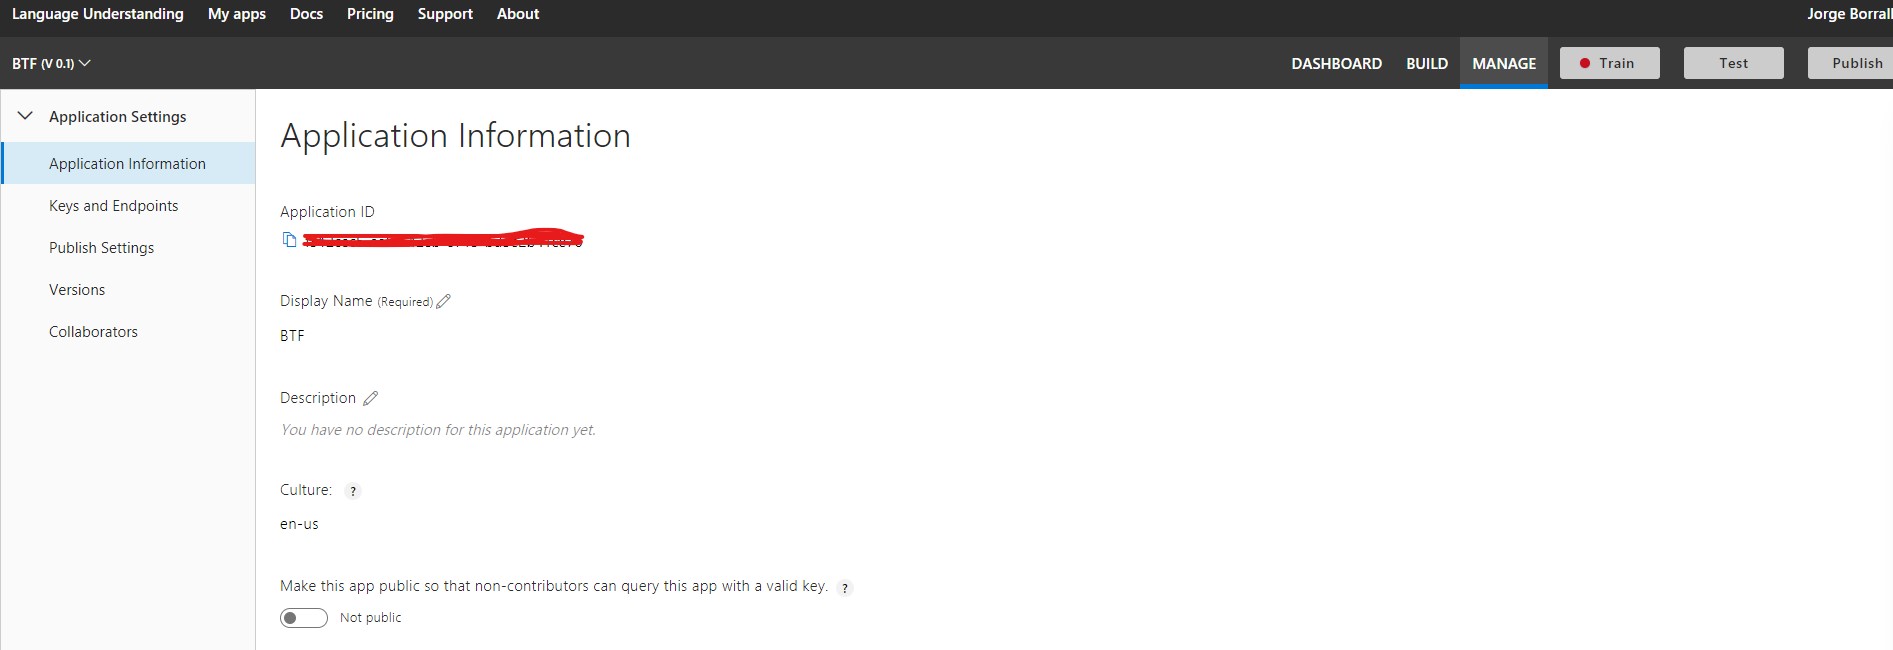 Language Understanding My apps Docs Pricing Support About Jorge Borrall
BTF (V 0.1) DASHBOARD BUILD MANAGE Train Test Publish
Application Settings
Application Information
Keys and Endpoints
Publish Settings
Versions
Collaborators
Application Information
Application ID
Display Name (Required)
BTF
Description
You have no description for this application yet.
Culture: ?
en-us
Make this app public so that non-contributors can query this app with a valid key. ?
Not public